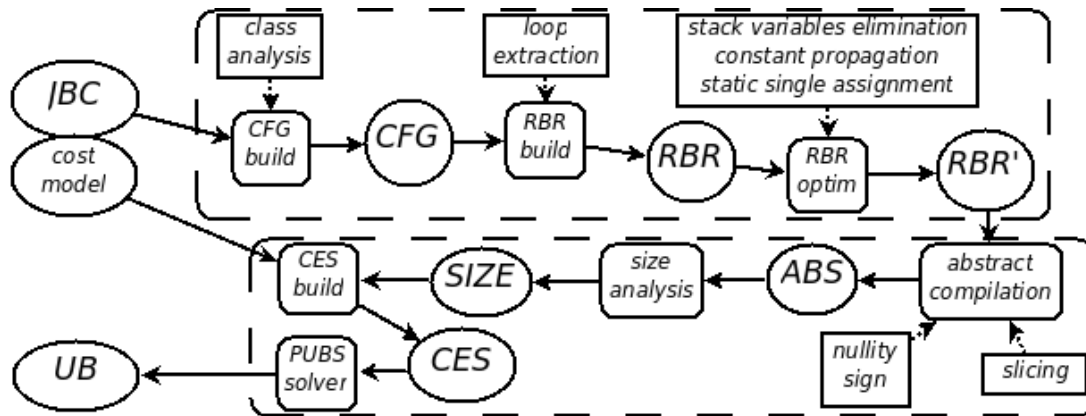 class
analysis
loop
extraction
stack variables elimination
constant propagation
static single assignment
JBC
cost
model
CFG
build
CFG
RBR
build
RBR
RBR
optim
RBR'
CES
build
SIZE
size
analysis
ABS
abstract
compilation
UB
PUBS
solver
CES
nullity
sign
slicing